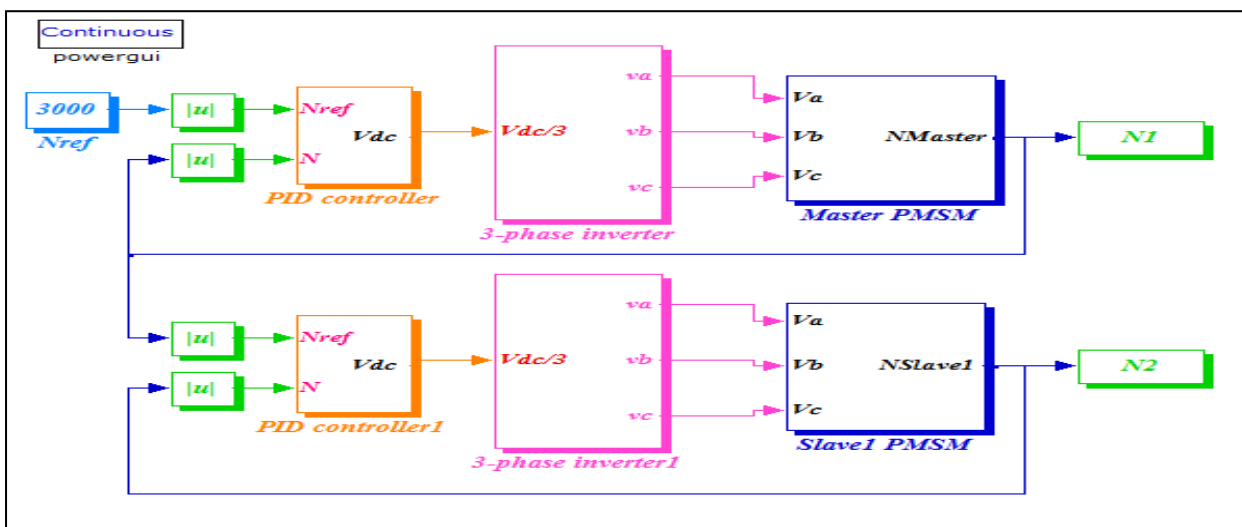 Continuous
powergui
3000
Nref
|u|
|u|
Nref
N
Vdc
PID controller
Vdc/3
va
vb
vc
3-phase inverter
Va
Vb
Vc
NMaster
Master PMSM
N1
|u|
|u|
Nref
N
Vdc
PID controller1
Vdc/3
va
vb
vc
3-phase inverter1
Va
Vb
Vc
NSlave1
Slave1 PMSM
N2